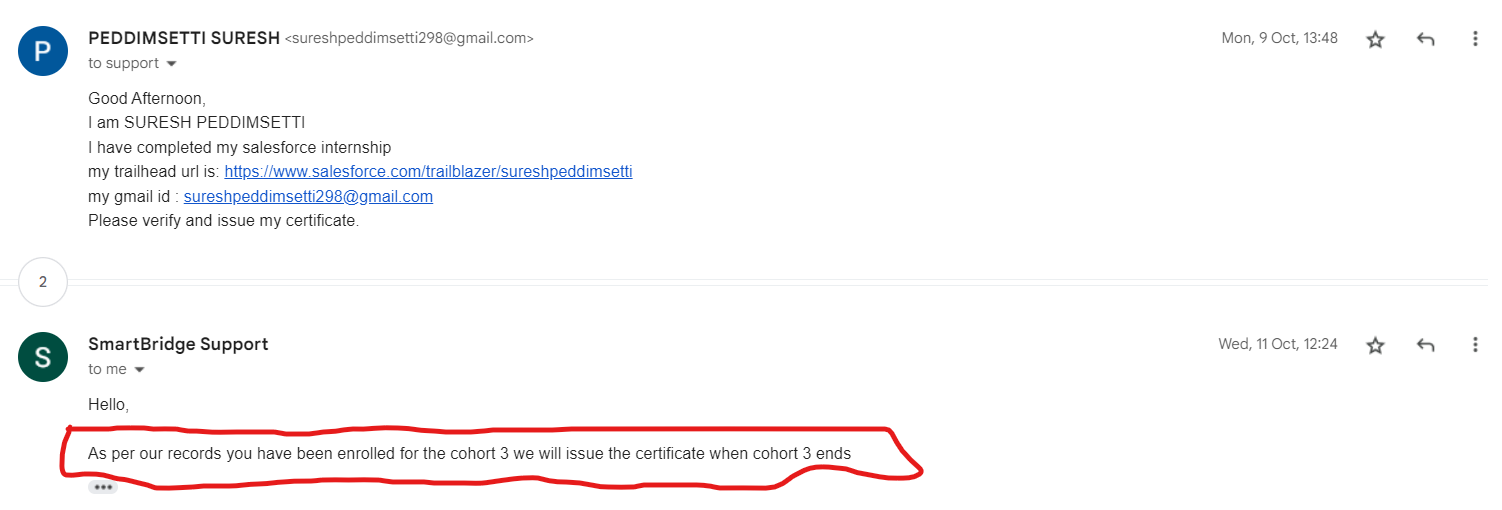 P
PEDDIMSETTI SURESH <sureshpeddimsetti298@gmail.com>
Mon, 9 Oct, 13:48
to support
Good Afternoon,
I am SURESH PEDDIMSETTI
I have completed my salesforce internship
my trailhead url is: https://www.salesforce.com/trailblazer/sureshpeddimsetti
my gmail id : sureshpeddimsetti298@gmail.com
Please verify and issue my certificate.
2
S
SmartBridge Support
Wed, 11 Oct, 12:24
to me
Hello,
As per our records you have been enrolled for the cohort 3 we will issue the certificate when cohort 3 ends